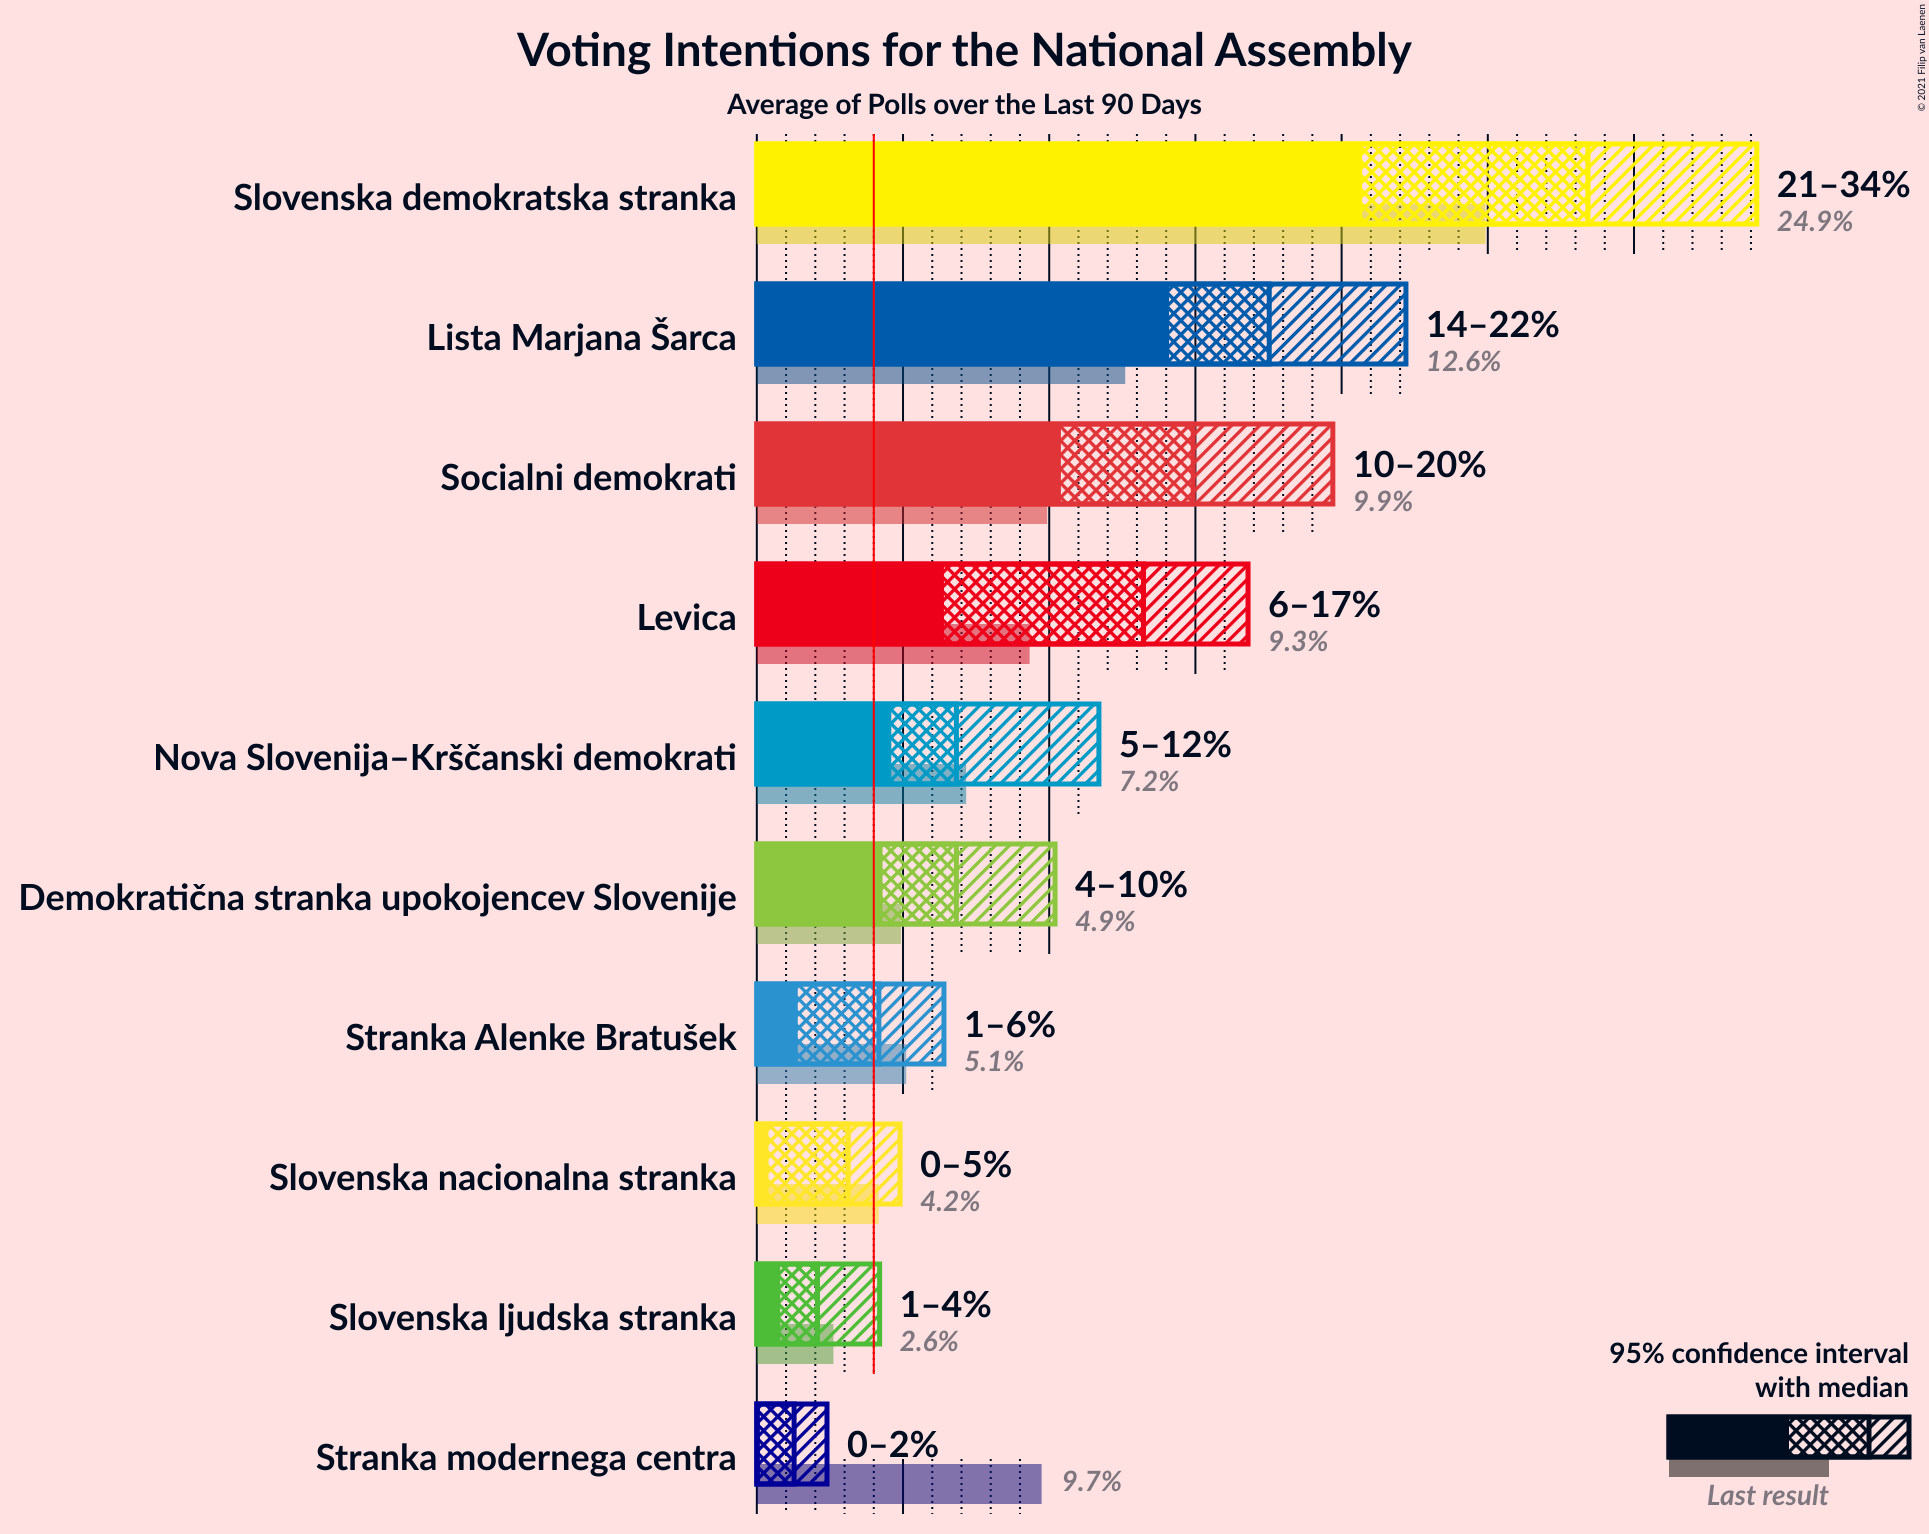 Voting Intentions for the National Assembly
Average of Polls over the Last 90 Days
© 2021 Filip van Laenen
Slovenska demokratska stranka
21–34%
24.9%
Lista Marjana Šarca
14–22%
12.6%
Socialni demokrati
10–20%
9.9%
Levica
6–17%
9.3%
Nova Slovenija–Krščanski demokrati
5–12%
7.2%
Demokratična stranka upokojencev Slovenije
4–10%
4.9%
Stranka Alenke Bratušek
1–6%
5.1%
Slovenska nacionalna stranka
0–5%
4.2%
Slovenska ljudska stranka
1–4%
2.6%
Stranka modernega centra
0–2%
9.7%
95% confidence interval
with median
Last result